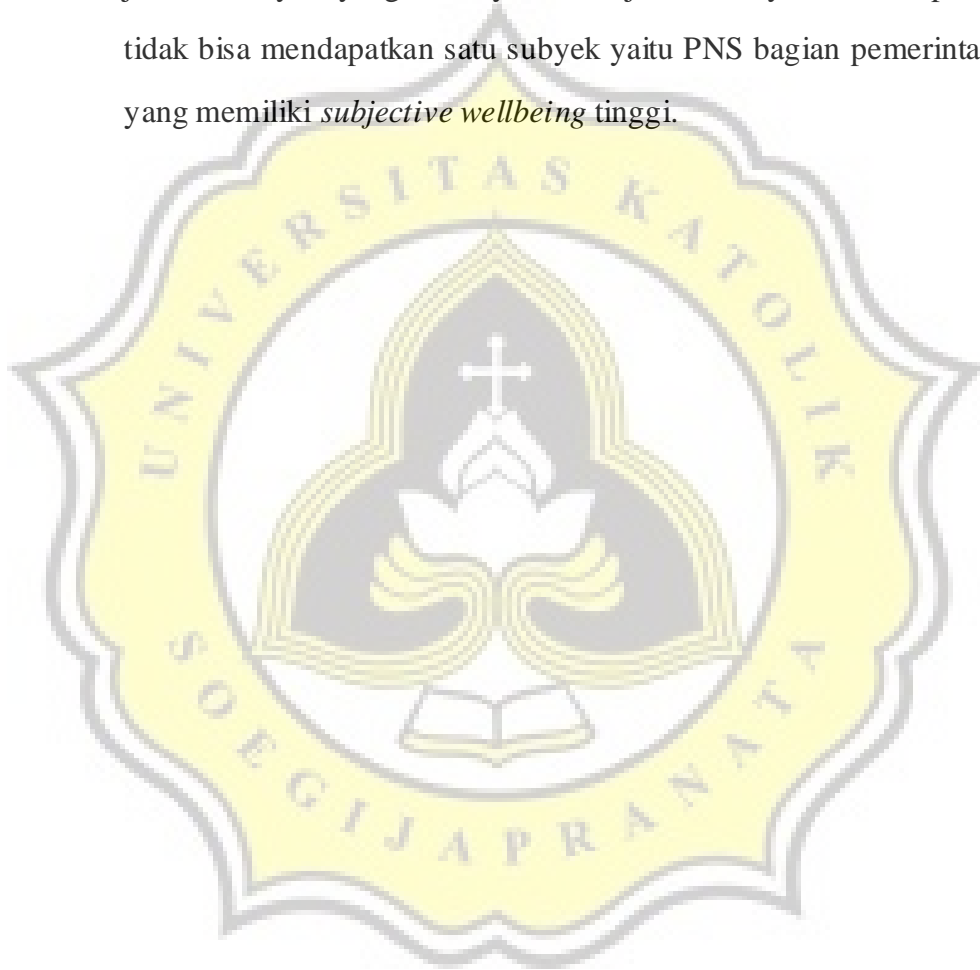 tidak bisa mendapatkan satu subyek yaitu PNS bagian pemerinta
yang memiliki subjective wellbeing tinggi.
UNIVERSITAS KATOLIK
SOEGIJAPRANATA